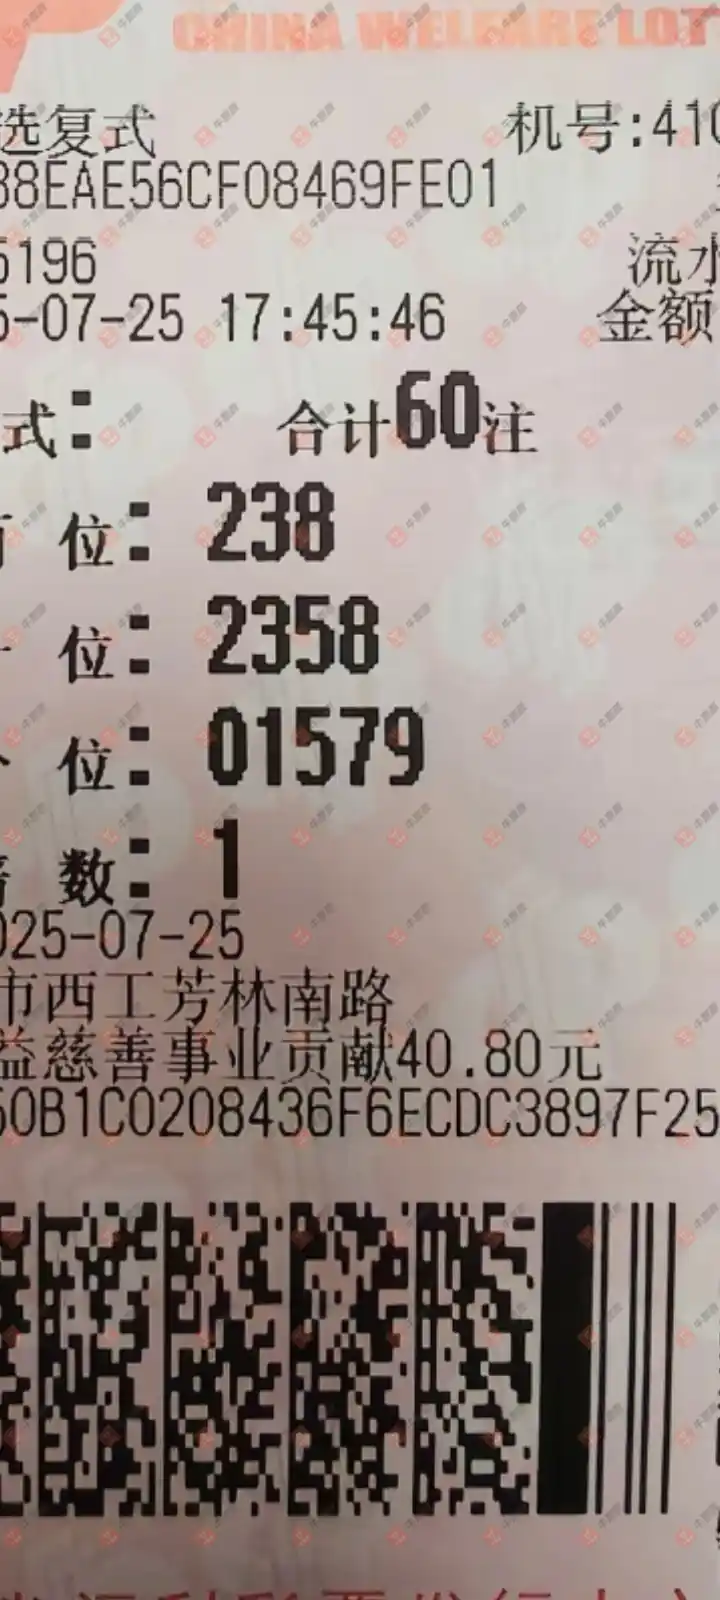 CHINA WELFARE LOT
选复式 机号:410
38EAE56CF08469FE01
5196 流水
5-07-25 17:45:46 金额
式: 合计60注
位: 238
位: 2358
位: 01579
数: 1
025-07-25
市西工芳林南路
益慈善事业贡献40.80元
60B1C0208436F6ECDC3897F25